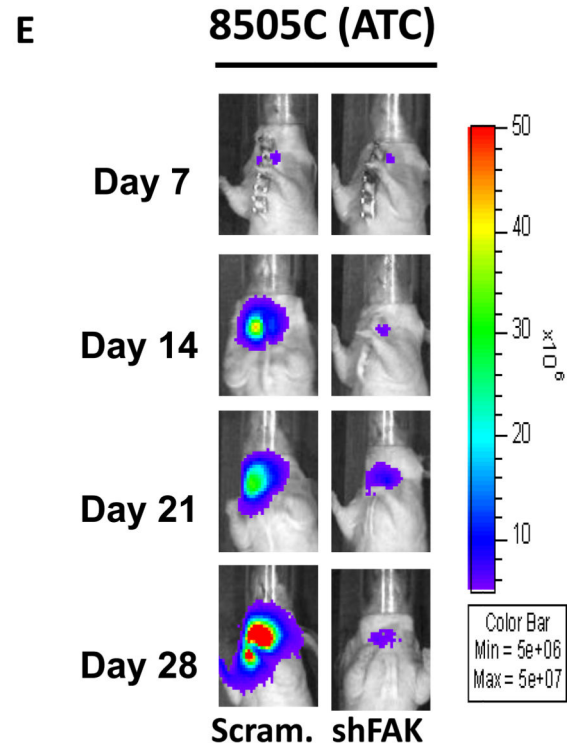 E
8505C (ATC)
Day 7
Day 14
Day 21
Day 28
Scram. shFAK
50
40
30
20
10
x10^6
Color Bar
Min = 5e+06
Max = 5e+07